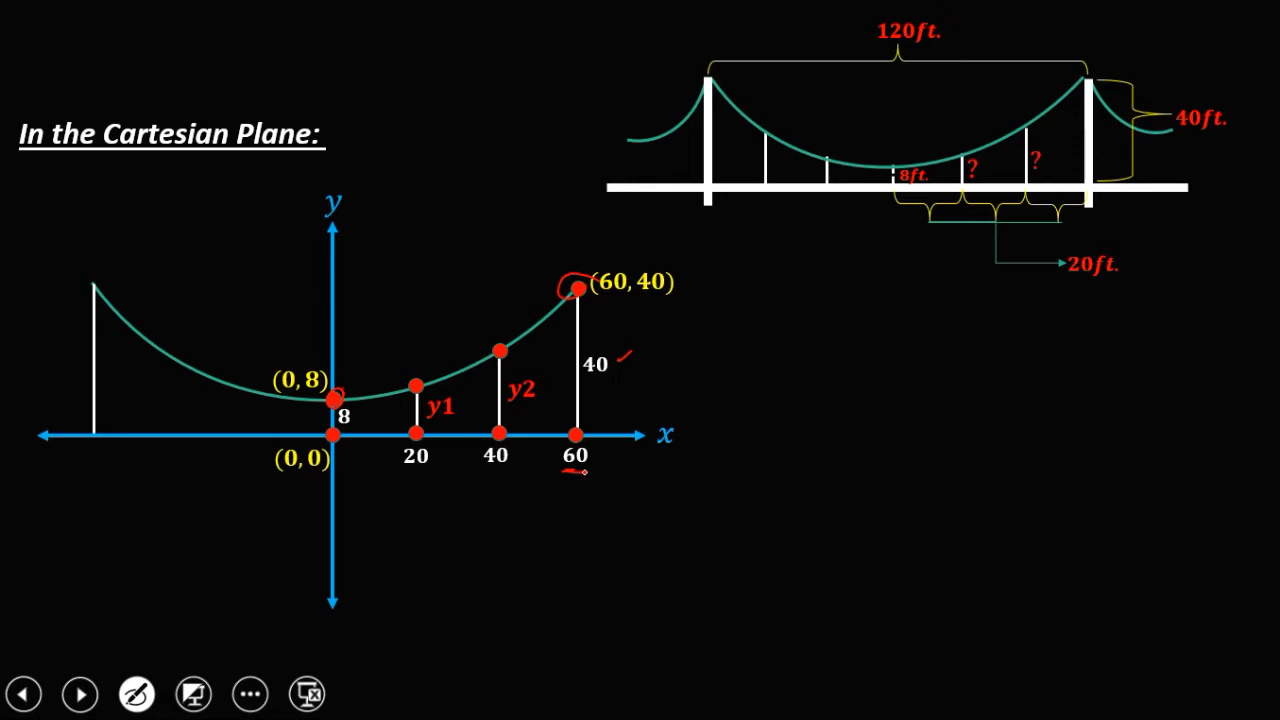 120ft.
In the Cartesian Plane:
40ft.
8ft.
?
?
20ft.
y
(60, 40)
40
(0, 8)
8
y1
y2
x
(0, 0)
20
40
60